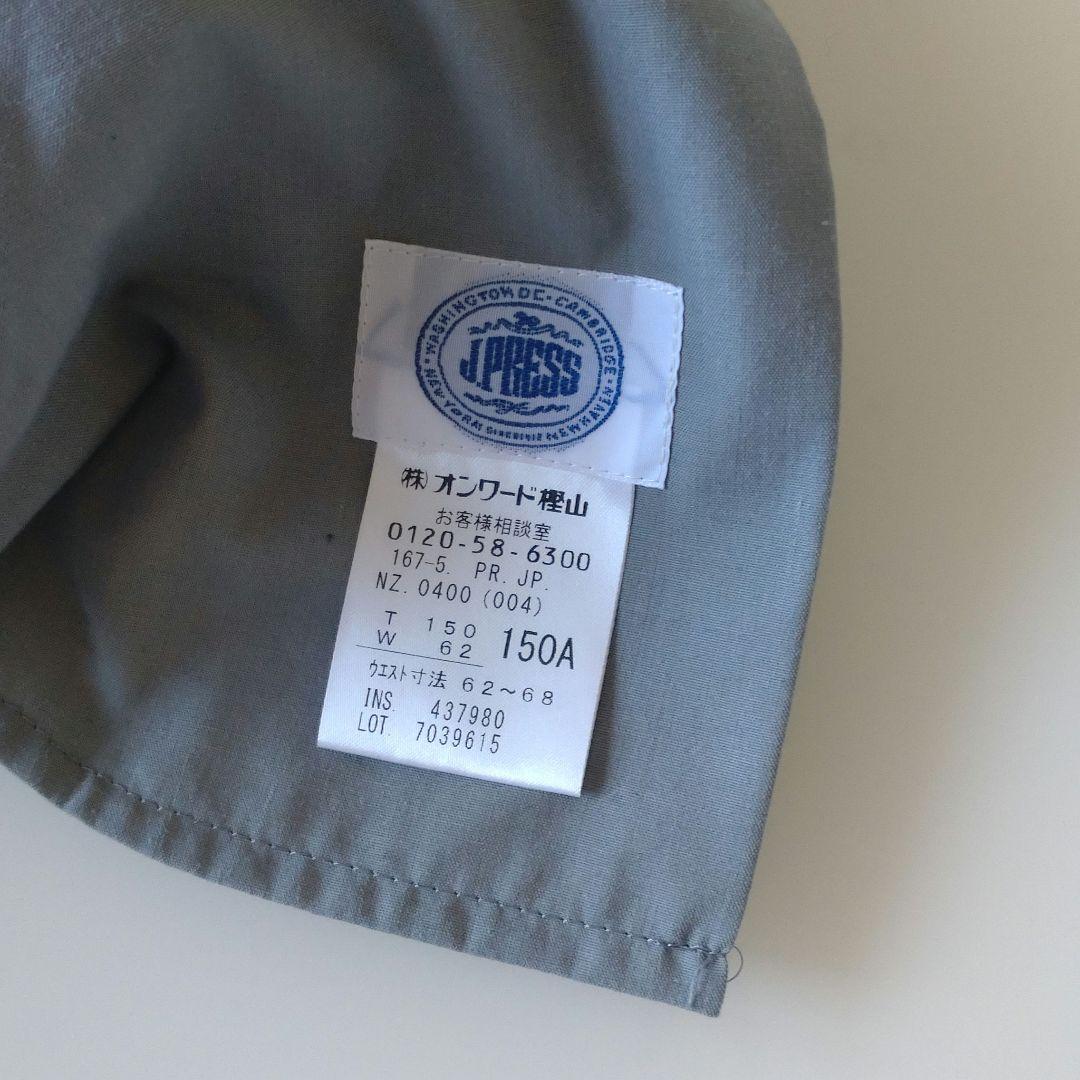 WASHINGTON DC · CAMBRIDGE ·
J.PRESS
· NEW YORK · NEW HAVEN ·
㈱オンワード樫山
お客様相談室
0120-58-6300
167-5. PR. JP.
NZ. 0400 (004)
T 150
W 62
150A
ウエスト寸法 62~68
INS. 437980
LOT. 7039615